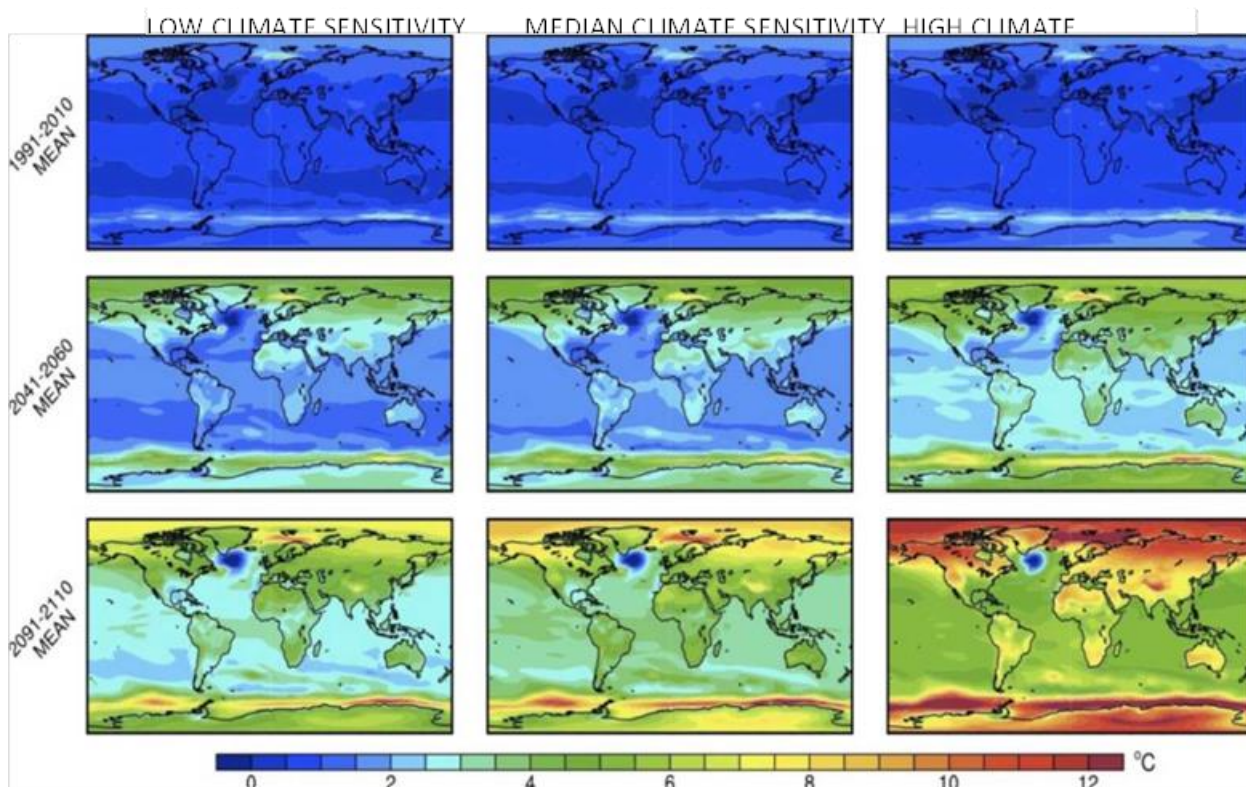 LOW CLIMATE SENSITIVITY MEDIAN CLIMATE SENSITIVITY HIGH CLIMATE
1991-2010
MEAN
2041-2060
MEAN
2091-2110
MEAN
0 2 4 6 8 10 12 °C